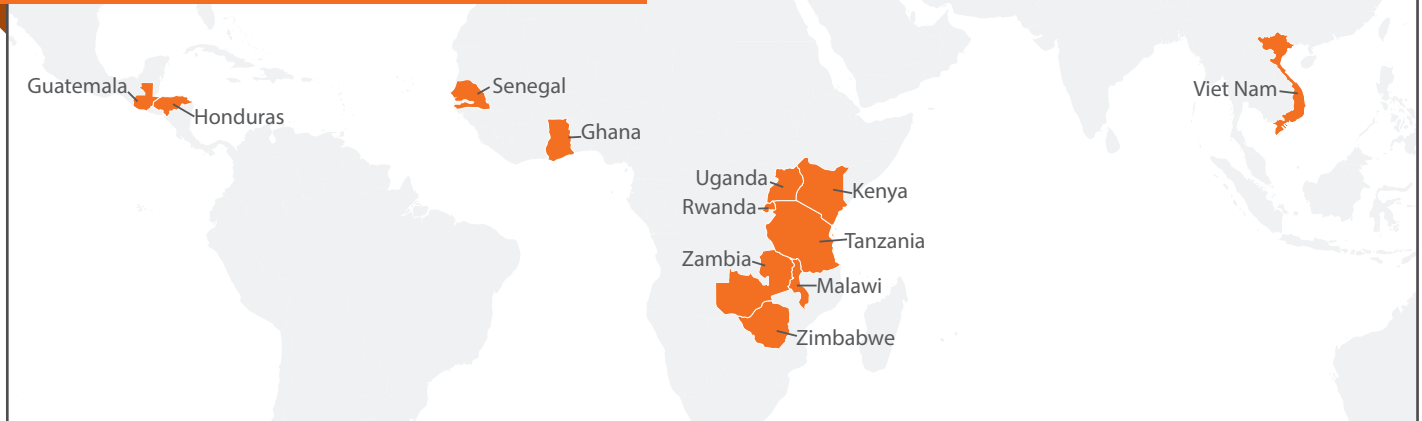 Guatemala
Honduras
Senegal
Ghana
Uganda
Rwanda
Kenya
Tanzania
Zambia
Malawi
Zimbabwe
Viet Nam